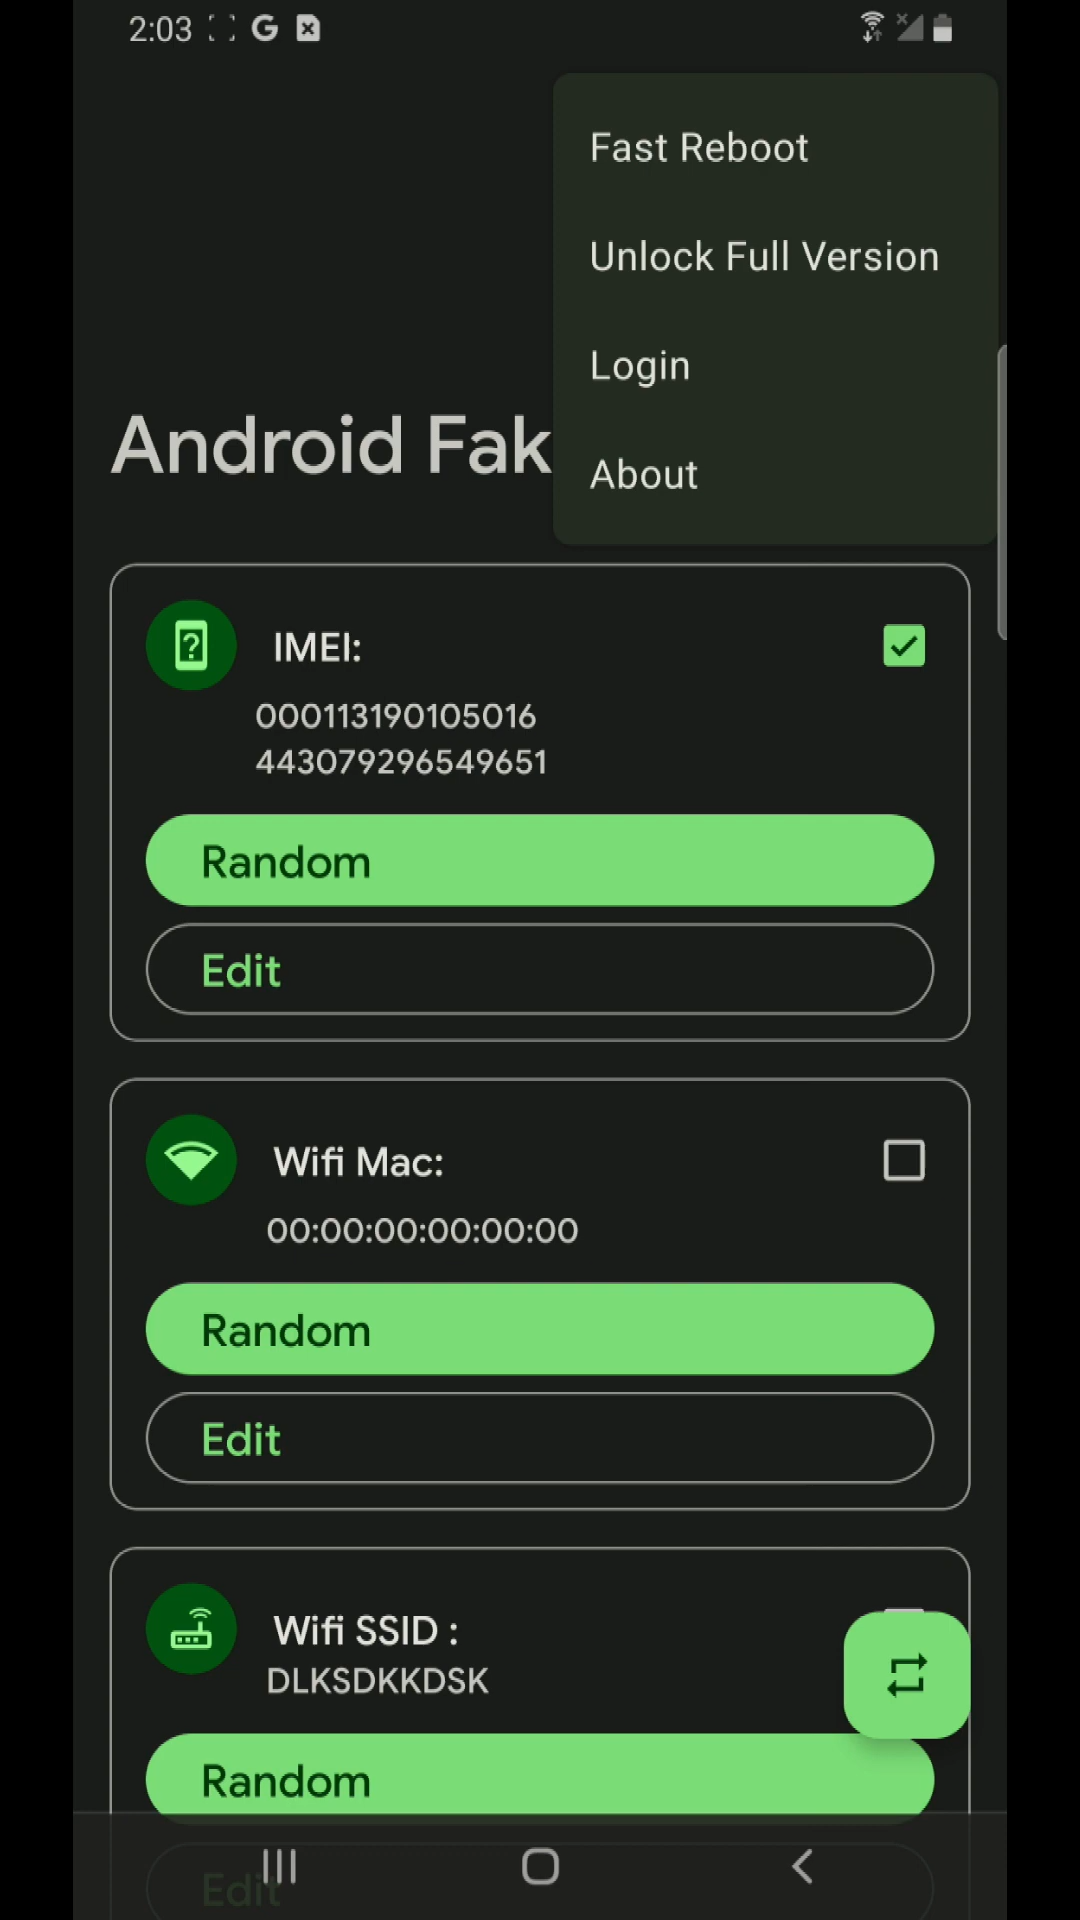 2:03
Fast Reboot
Unlock Full Version
Login
About
Android Fak
IMEI:
000113190105016
443079296549651
Random
Edit
Wifi Mac:
00:00:00:00:00:00
Random
Edit
Wifi SSID :
DLKSDKKDSK
Random
Edit